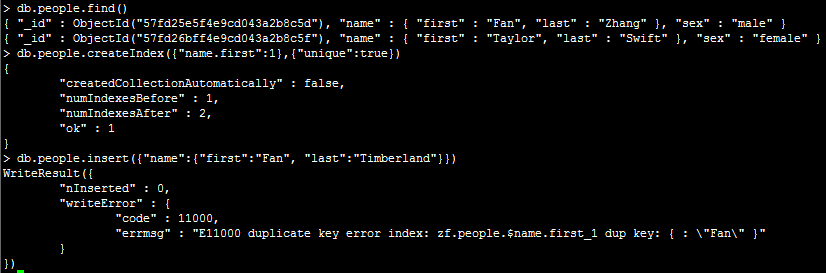 > db.people.find()
{ "_id" : ObjectId("57fd25e5f4e9cd043a2b8c5d"), "name" : { "first" : "Fan", "last" : "Zhang" }, "sex" : "male" }
{ "_id" : ObjectId("57fd26bff4e9cd043a2b8c5f"), "name" : { "first" : "Taylor", "last" : "Swift" }, "sex" : "female" }
> db.people.createIndex({"name.first":1},{"unique":true})
{
        "createdCollectionAutomatically" : false,
        "numIndexesBefore" : 1,
        "numIndexesAfter" : 2,
        "ok" : 1
}
> db.people.insert({"name":{"first":"Fan", "last":"Timberland"}})
WriteResult({
        "nInserted" : 0,
        "writeError" : {
                "code" : 11000,
                "errmsg" : "E11000 duplicate key error index: zf.people.$name.first_1 dup key: { : \"Fan\" }"
        }
})